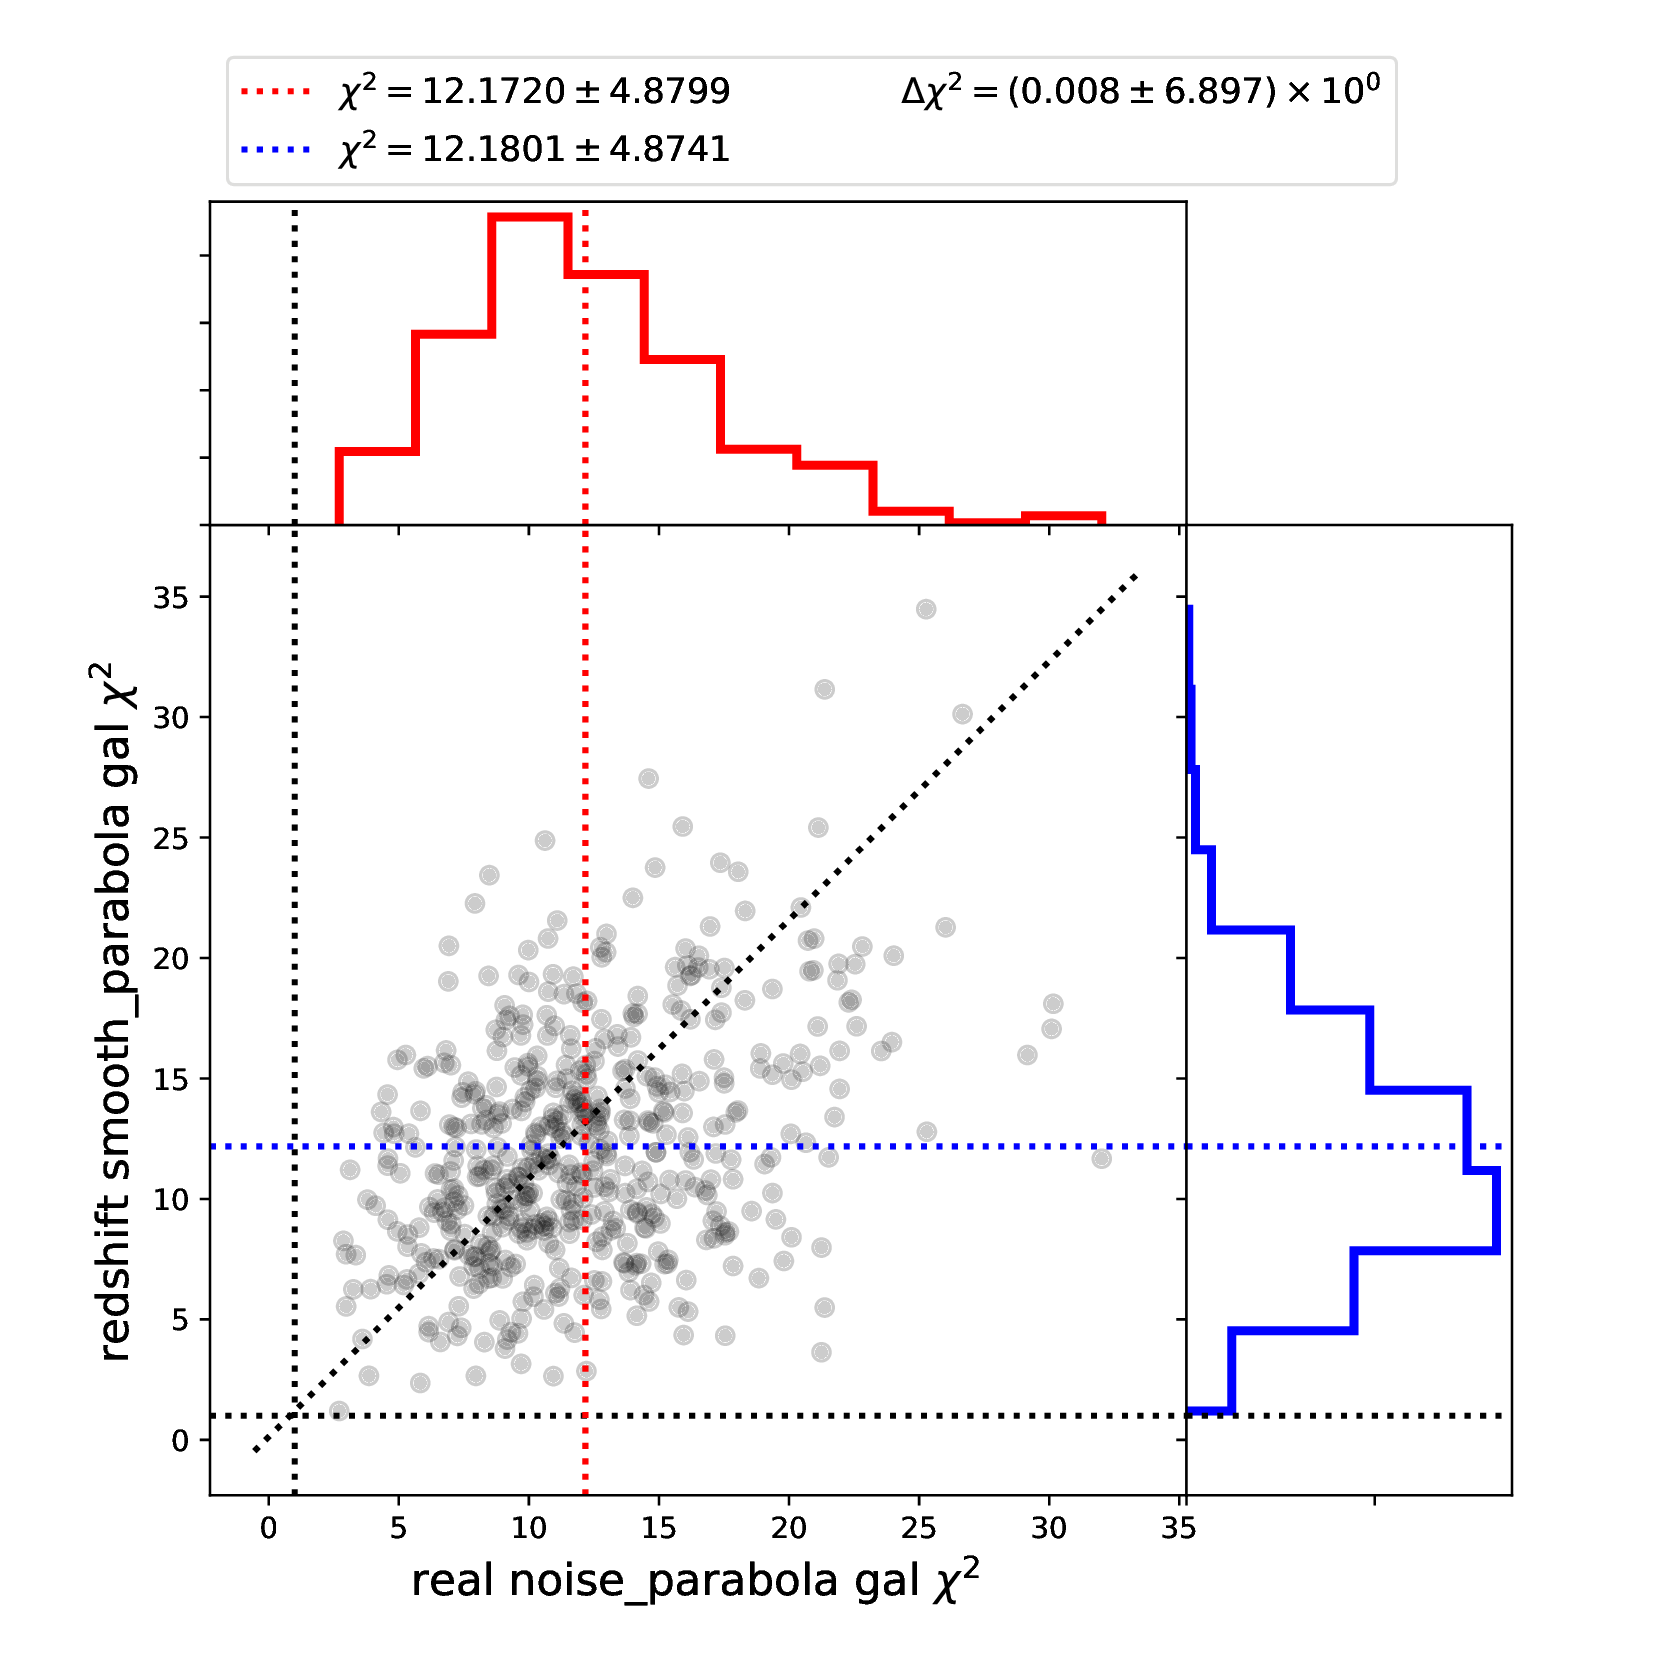 χ² = 12.1720 ± 4.8799
Δχ² = (0.008 ± 6.897) × 10⁰
χ² = 12.1801 ± 4.8741
35
30
25
20
15
10
5
0
redshift smooth_parabola gal χ²
0 5 10 15 20 25 30 35
real noise_parabola gal χ²